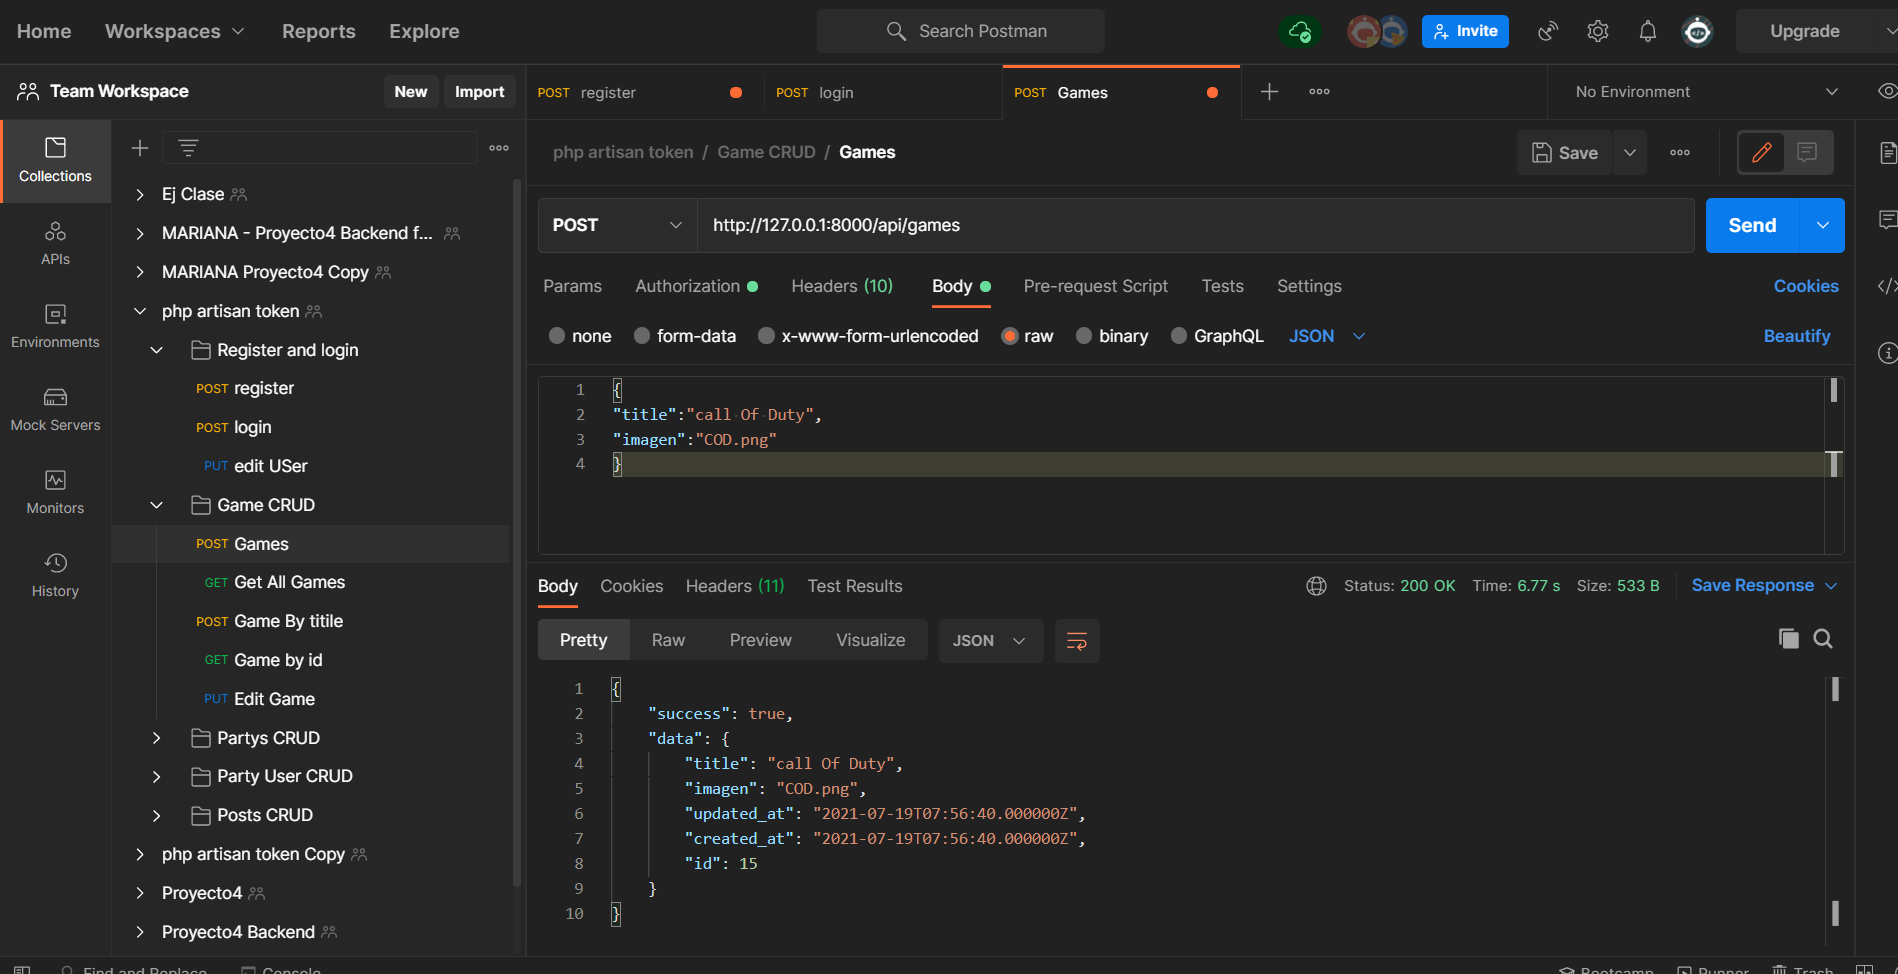 Home Workspaces Reports Explore Search Postman Invite Upgrade
Team Workspace New Import
POST register POST login POST Games No Environment
Collections
APIs
Environments
Mock Servers
Monitors
History
Ej Clase
MARIANA - Proyecto4 Backend f...
MARIANA Proyecto4 Copy
php artisan token
Register and login
POST register
POST login
PUT edit USer
Game CRUD
POST Games
GET Get All Games
POST Game By titile
GET Game by id
PUT Edit Game
Partys CRUD
Party User CRUD
Posts CRUD
php artisan token Copy
Proyecto4
Proyecto4 Backend
php artisan token / Game CRUD / Games Save
POST http://127.0.0.1:8000/api/games Send
Params Authorization Headers (10) Body Pre-request Script Tests Settings Cookies
none form-data x-www-form-urlencoded raw binary GraphQL JSON Beautify
1 {
2 "title":"call Of Duty",
3 "imagen":"COD.png"
4 }
Body Cookies Headers (11) Test Results Status: 200 OK Time: 6.77 s Size: 533 B Save Response
Pretty Raw Preview Visualize JSON
1 {
2 "success": true,
3 "data": {
4 "title": "call Of Duty",
5 "imagen": "COD.png",
6 "updated_at": "2021-07-19T07:56:40.000000Z",
7 "created_at": "2021-07-19T07:56:40.000000Z",
8 "id": 15
9 }
10 }
Find and Replace Console Bootcamp Runner Trash